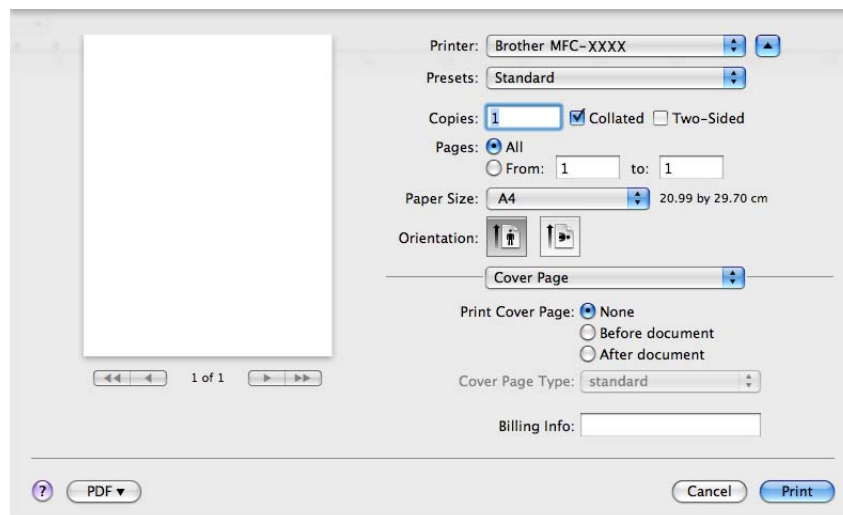 Printer: Brother MFC-XXXX
Presets: Standard
Copies: 1 Collated Two-Sided
Pages: All
From: 1 to: 1
Paper Size: A4 20.99 by 29.70 cm
Orientation:
Cover Page
Print Cover Page: None
Before document
After document
1 of 1
Cover Page Type: standard
Billing Info:
? PDF▼ Cancel Print